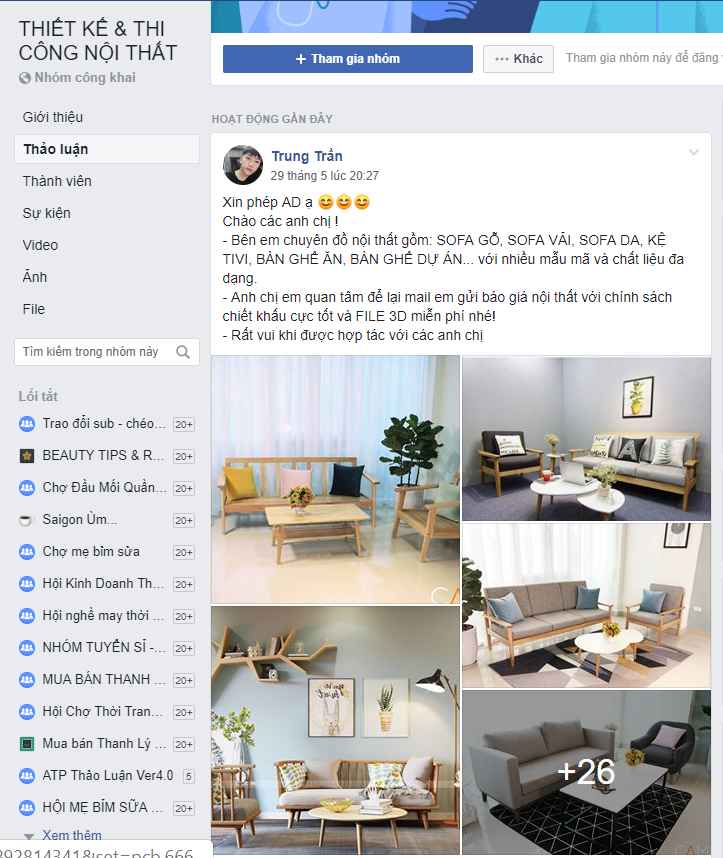 THIẾT KẾ & THI
CÔNG NỘI THẤT
Nhóm công khai
Giới thiệu
Thảo luận
Thành viên
Sự kiện
Video
Ảnh
File
Tìm kiếm trong nhóm này
Lối tắt
Trao đổi sub - chéo... 20+
BEAUTY TIPS & R... 20+
Chợ Đầu Mối Quần... 20+
Saigon Ùm... 20+
Chợ mẹ bỉm sửa 20+
Hội Kinh Doanh Th... 20+
Hội nghề may thời ... 20+
NHÓM TUYỂN SỈ -... 20+
MUA BÁN THANH ... 20+
Hội Chợ Thời Tran... 20+
Mua bán Thanh Lý ... 20+
ATP Thảo Luận Ver4.0 5
HỘI MẸ BỈM SỮA ... 20+
Xem thêm
+ Tham gia nhóm
••• Khác
Tham gia nhóm này để đăng
HOẠT ĐỘNG GẦN ĐÂY
Trung Trần
29 tháng 5 lúc 20:27
Xin phép AD ạ 😊😊😊
Chào các anh chị !
- Bên em chuyên đồ nội thất gồm: SOFA GỖ, SOFA VẢI, SOFA DA, KỆ
TIVI, BÀN GHẾ ĂN, BÀN GHẾ DỰ ÁN... với nhiều mẫu mã và chất liệu đa
dạng.
- Anh chị em quan tâm để lại mail em gửi báo giá nội thất với chính sách
chiết khấu cực tốt và FILE 3D miễn phí nhé!
- Rất vui khi được hợp tác với các anh chị
+26